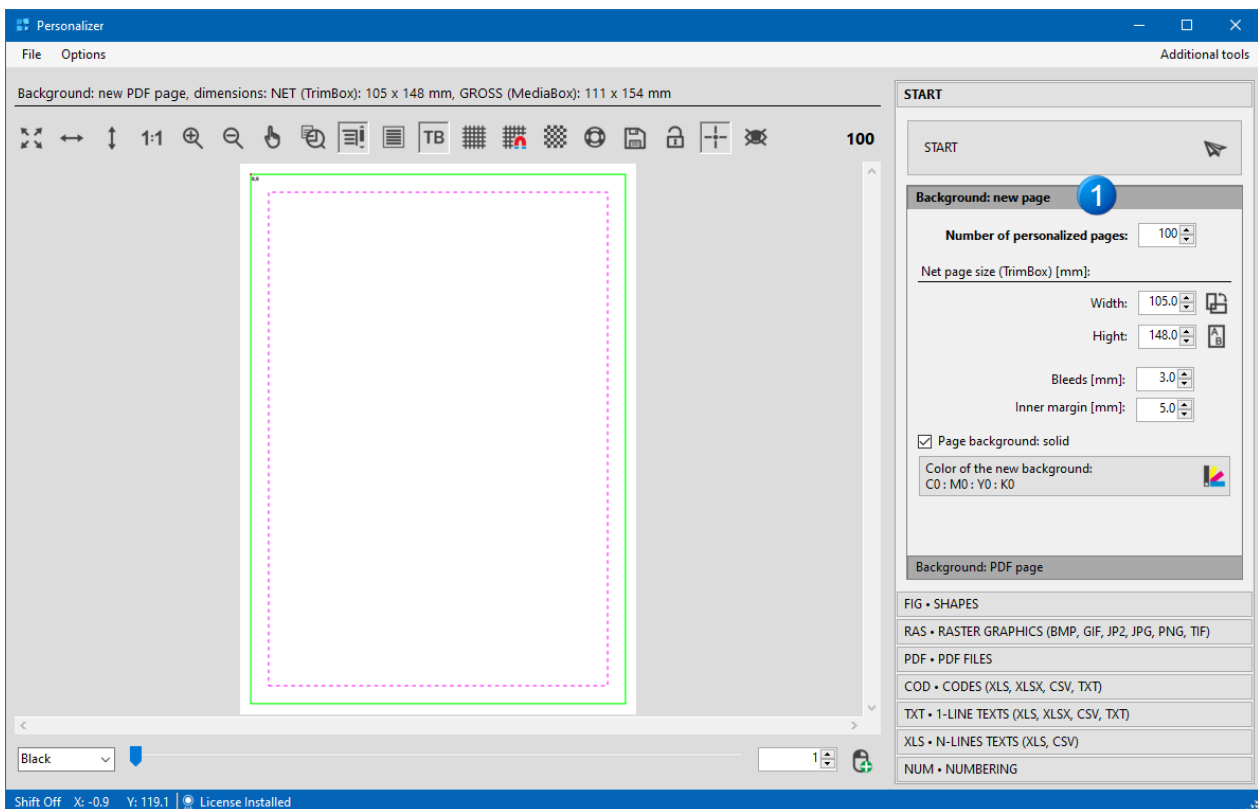 Personalizer
File Options Additional tools
Background: new PDF page, dimensions: NET (TrimBox): 105 x 148 mm, GROSS (MediaBox): 111 x 154 mm
1:1 TB 100
0,0
START
START
Background: new page 1
Number of personalized pages: 100
Net page size (TrimBox) [mm]:
Width: 105.0
Hight: 148.0 A B
Bleeds [mm]: 3.0
Inner margin [mm]: 5.0
Page background: solid
Color of the new background:
C0 : M0 : Y0 : K0
Background: PDF page
FIG • SHAPES
RAS • RASTER GRAPHICS (BMP, GIF, JP2, JPG, PNG, TIF)
PDF • PDF FILES
COD • CODES (XLS, XLSX, CSV, TXT)
TXT • 1-LINE TEXTS (XLS, XLSX, CSV, TXT)
XLS • N-LINES TEXTS (XLS, CSV)
NUM • NUMBERING
Black 1
Shift Off X: -0.9 Y: 119.1 License Installed